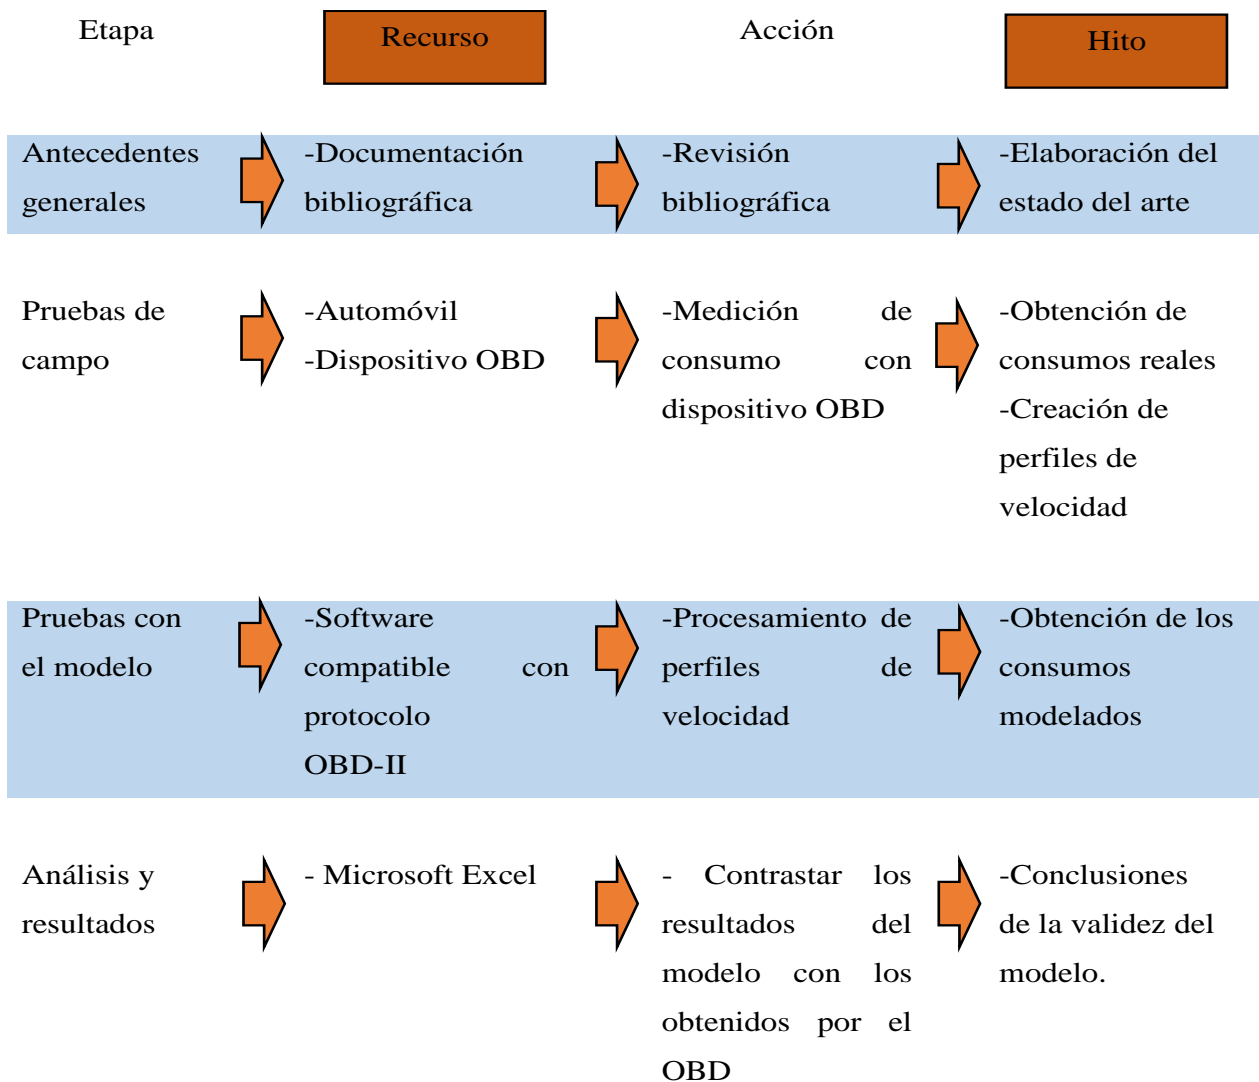 Etapa
Recurso
Acción
Hito
Antecedentes
generales
-Documentación
bibliográfica
-Revisión
bibliográfica
-Elaboración del
estado del arte
Pruebas de
campo
-Automóvil
-Dispositivo OBD
-Medición de
consumo con
dispositivo OBD
-Obtención de
consumos reales
-Creación de
perfiles de
velocidad
Pruebas con
el modelo
-Software
compatible con
protocolo
OBD-II
-Procesamiento de
perfiles de
velocidad
-Obtención de los
consumos
modelados
Análisis y
resultados
- Microsoft Excel
- Contrastar los
resultados del
modelo con los
obtenidos por el
OBD
-Conclusiones
de la validez del
modelo.